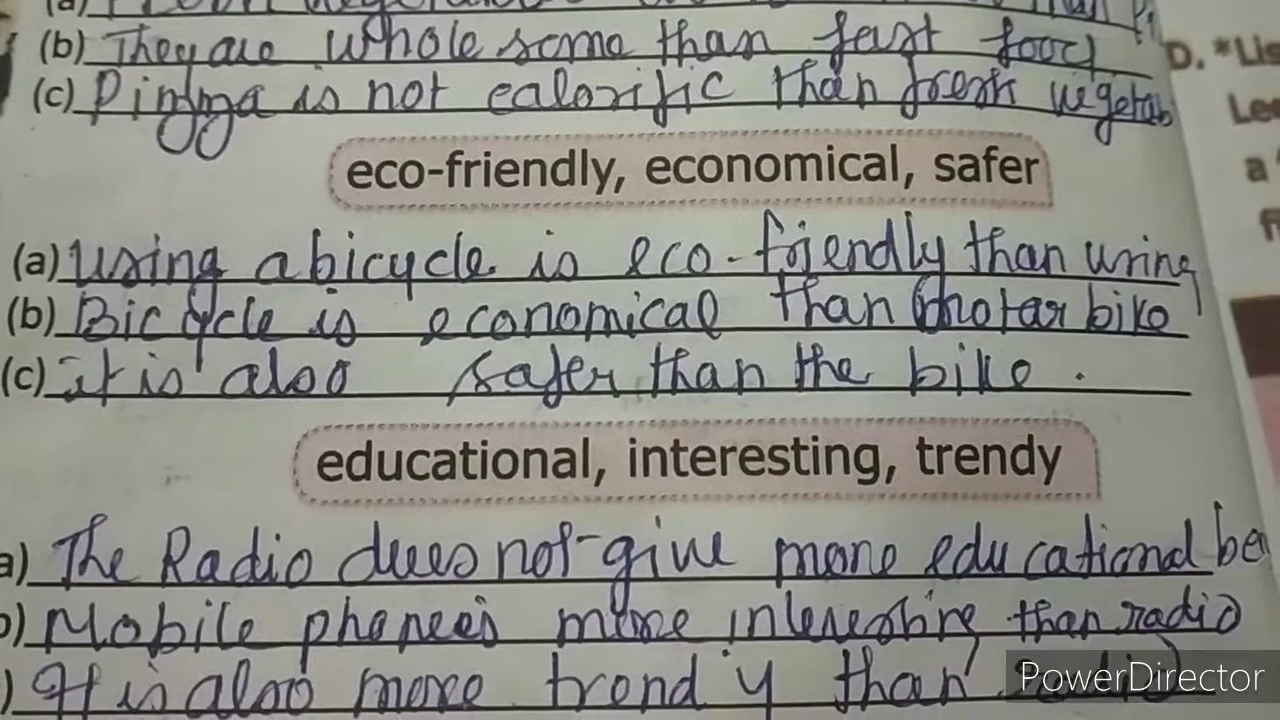 (b) They are whole some than fast food
D. *Lis
(c) Pizza is not calorific than fresh vegetab
Le
eco-friendly, economical, safer
a
(a) using a bicycle is eco-friendly than using
(b) Bicycle is economical than motar bike
(c) it is also safer than the bike.
educational, interesting, trendy
a) The Radio does not give more educational be
b) Mobile phone is more interesting than radio
) It is also more trendy than radio
PowerDirector